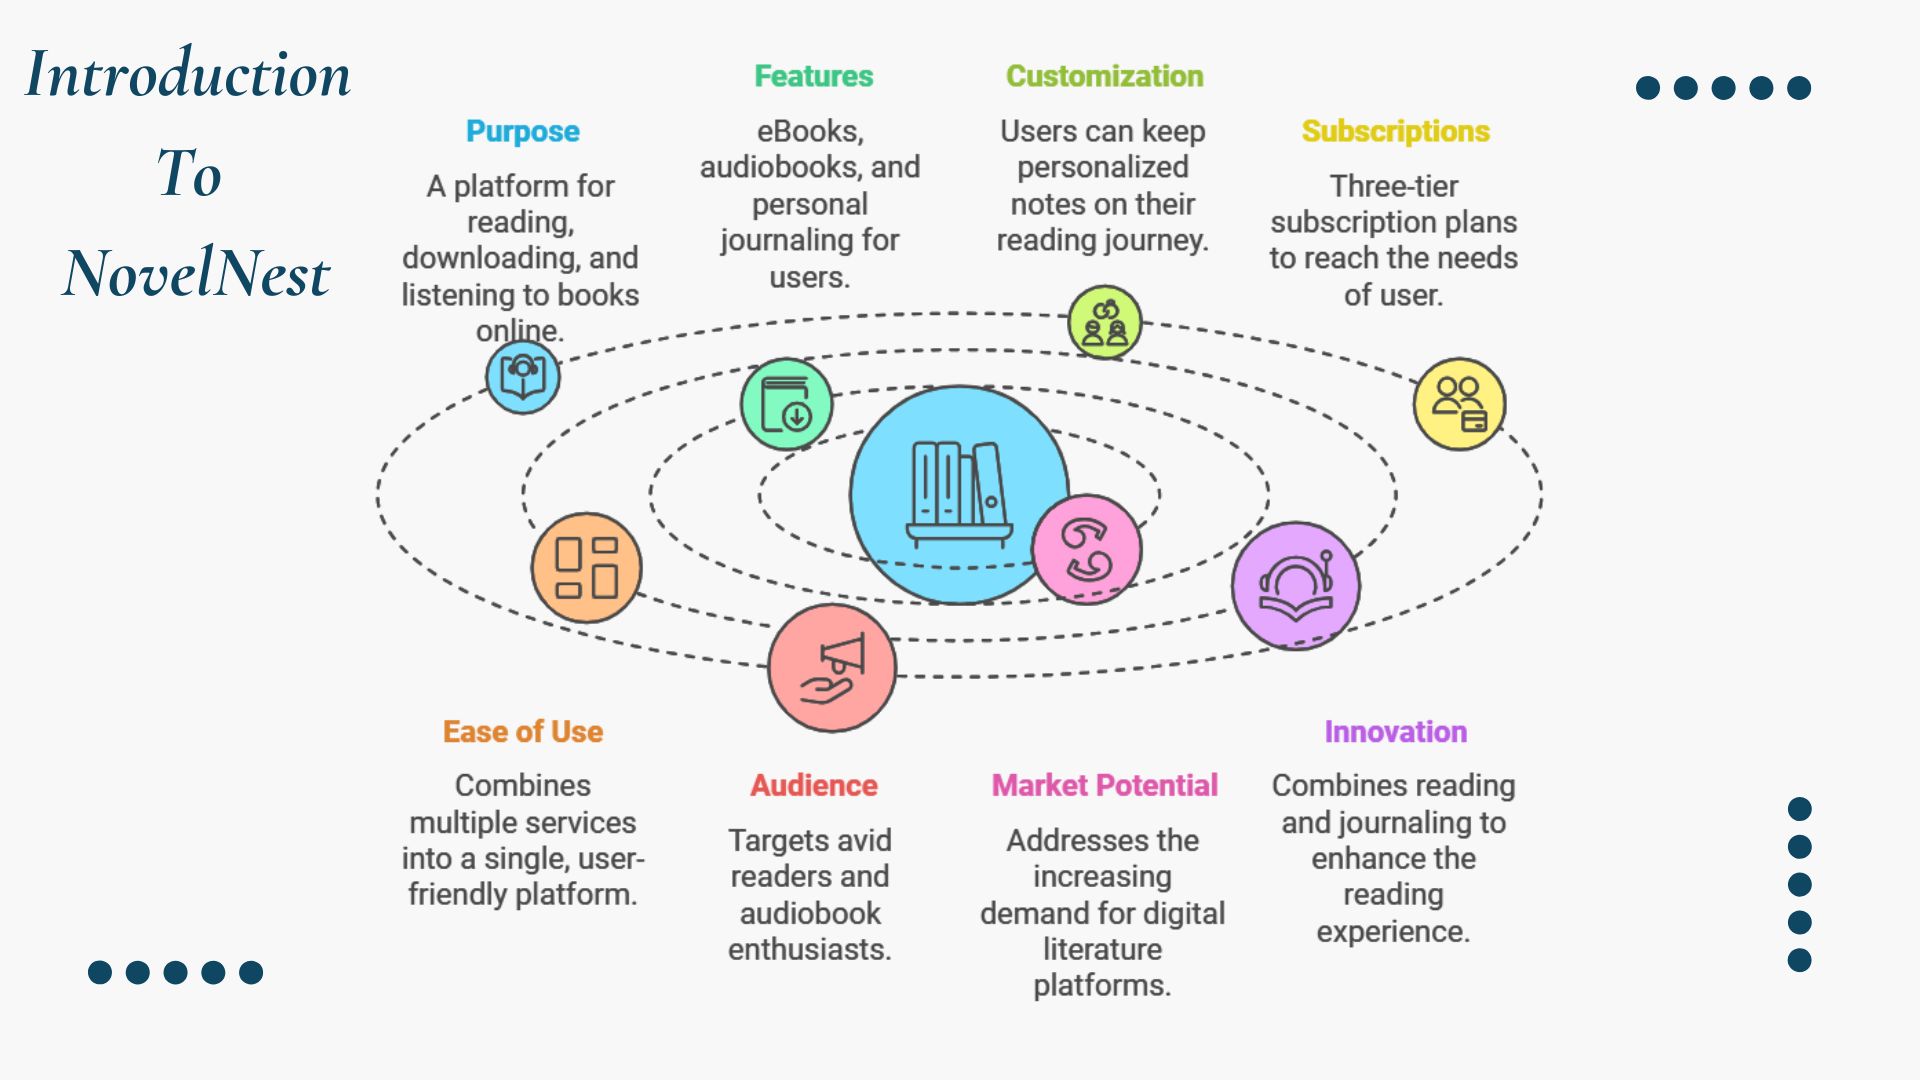 Introduction
To
NovelNest
Purpose
A platform for
reading,
downloading, and
listening to books
online.
Features
eBooks,
audiobooks, and
personal
journaling for
users.
Customization
Users can keep
personalized
notes on their
reading journey.
Subscriptions
Three-tier
subscription plans
to reach the needs
of user.
Ease of Use
Combines
multiple services
into a single, user-
friendly platform.
Audience
Targets avid
readers and
audiobook
enthusiasts.
Market Potential
Addresses the
increasing
demand for digital
literature
platforms.
Innovation
Combines reading
and journaling to
enhance the
reading
experience.